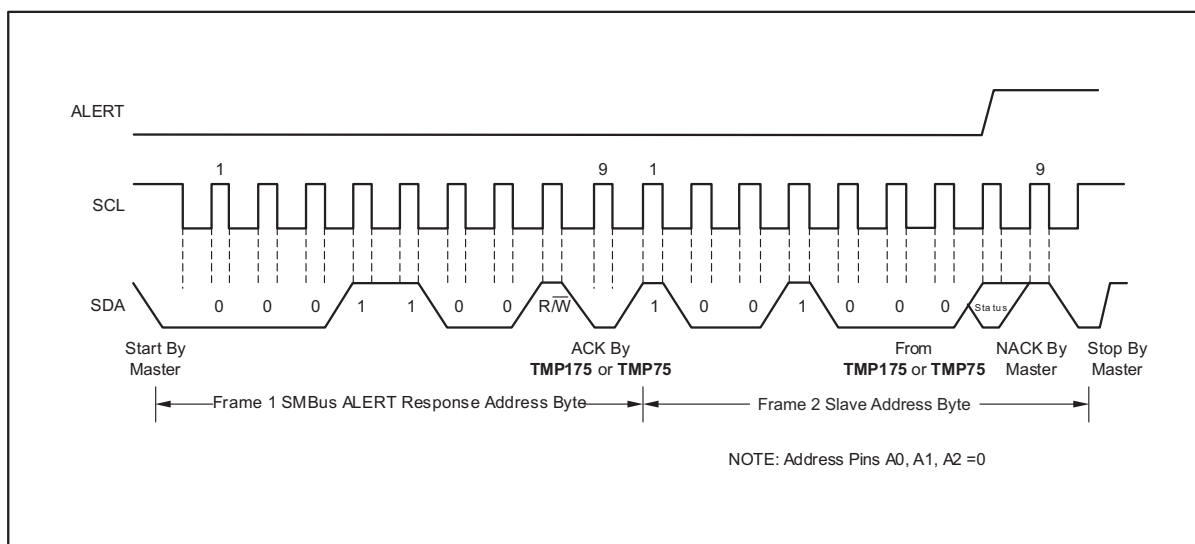 ALERT
1 9 1 9
SCL
SDA
0 0 0 1 1 0 0 R/W̅ 1 0 0 1 0 0 0 Status
Start By
Master
ACK By
TMP175 or TMP75
From
TMP175 or TMP75
NACK By
Master
Stop By
Master
Frame 1 SMBus ALERT Response Address Byte
Frame 2 Slave Address Byte
NOTE: Address Pins A0, A1, A2 =0